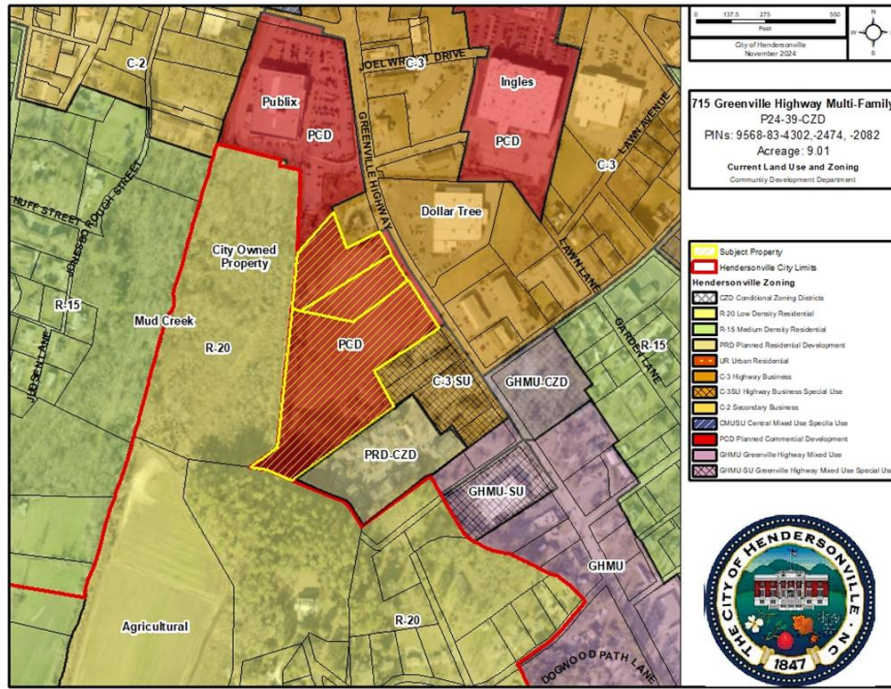 0 137.5 275 550
Feet
City of Hendersonville
November 2024
N
W
S
715 Greenville Highway Multi-Family
P24-39-CZD
PINs: 9568-83-4302,-2474, -2082
Acreage: 9.01
Current Land Use and Zoning
Community Development Department
Subject Property
Hendersonville City Limits
Hendersonville Zoning
CZD Conditional Zoning Districts
R-20 Low Density Residential
R-15 Medium Density Residential
PRD Planned Residential Development
UR Urban Residential
C-3 Highway Business
C-3SU Highway Business Special Use
C-2 Secondary Business
CMUSU Central Mixed Use Specila Use
PCD Planned Commercial Development
GHMU Greenville Highway Mixed Use
GHMU-SU Greenville Highway Mixed Use Special Use
THE CITY OF HENDERSONVILLE, NC
1847
C-2
JOEL WRIGHT DRIVE
C-3
Publix
Ingles
PCD
GREENVILLE HIGHWAY
PCD
LAWN AVENUE
C-3
HUFF STREET
JONESBOROUGH STREET
Dollar Tree
City Owned
Property
LAWN LANE
R-15
Mud Creek
R-20
PCD
GARDEN LANE
R-15
C-3 SU
GHMU-CZD
PRD-CZD
GHMU-SU
GHMU
Agricultural
R-20
DOGWOOD PATH LANE